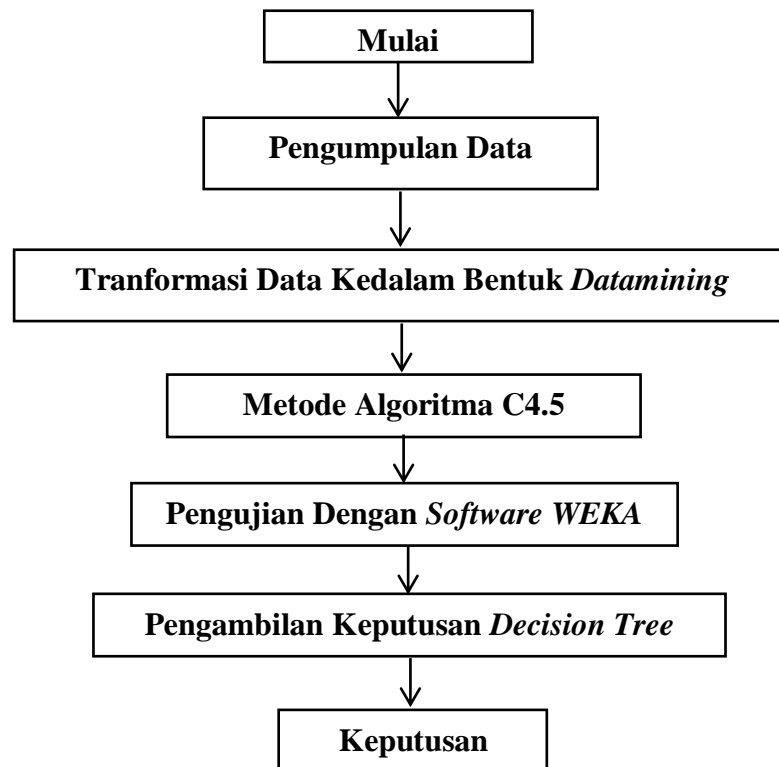 Mulai
Pengumpulan Data
Tranformasi Data Kedalam Bentuk Datamining
Metode Algoritma C4.5
Pengujian Dengan Software WEKA
Pengambilan Keputusan Decision Tree
Keputusan